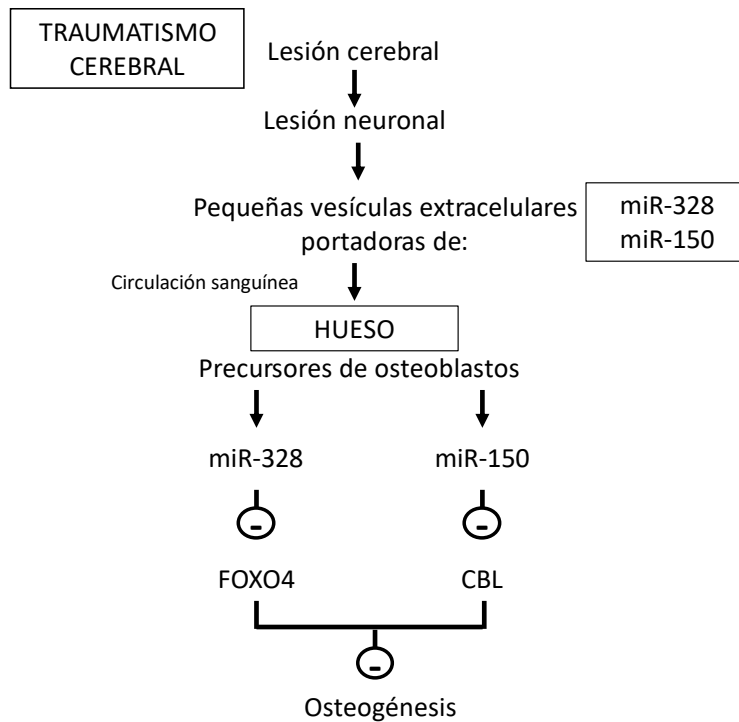 TRAUMATISMO
CEREBRAL
Lesión cerebral
Lesión neuronal
Pequeñas vesículas extracelulares
portadoras de:
miR-328
miR-150
Circulación sanguínea
HUESO
Precursores de osteoblastos
miR-328 miR-150
- -
FOXO4 CBL
-
Osteogénesis